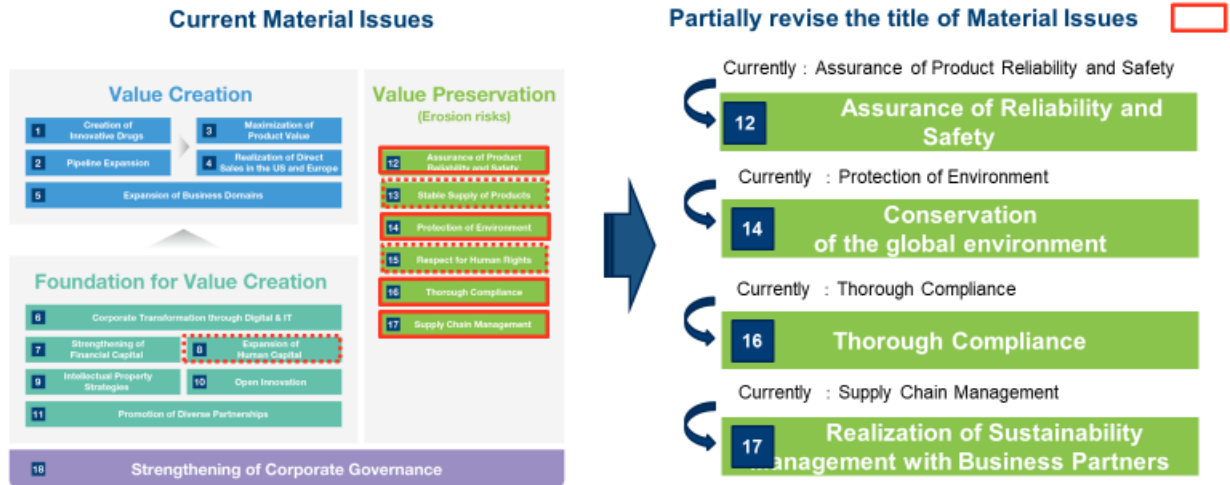 Current Material Issues
Value Creation
1 Creation of
Innovative Drugs
3 Maximization of
Product Value
2 Pipeline Expansion
4 Realization of Direct
Sales in the US and Europe
5 Expansion of Business Domains
Foundation for Value Creation
6 Corporate Transformation through Digital & IT
7 Strengthening of
Financial Capital
8 Expansion of
Human Capital
9 Intellectual Property
Strategies
10 Open Innovation
11 Promotion of Diverse Partnerships
Value Preservation
(Erosion risks)
12 Assurance of Product
Reliability and Safety
13 Stable Supply of Products
14 Protection of Environment
15 Respect for Human Rights
16 Thorough Compliance
17 Supply Chain Management
18 Strengthening of Corporate Governance
Partially revise the title of Material Issues
Currently : Assurance of Product Reliability and Safety
12 Assurance of Reliability and
Safety
Currently : Protection of Environment
14 Conservation
of the global environment
Currently : Thorough Compliance
16 Thorough Compliance
Currently : Supply Chain Management
17 Realization of Sustainability
Management with Business Partners